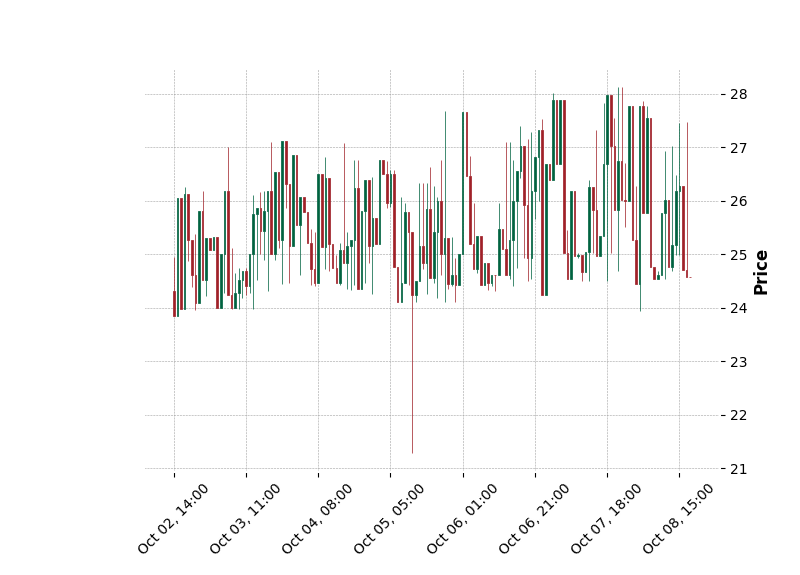 28
27
26
25
24
23
22
21
Price
Oct 02, 14:00
Oct 03, 11:00
Oct 04, 08:00
Oct 05, 05:00
Oct 06, 01:00
Oct 06, 21:00
Oct 07, 18:00
Oct 08, 15:00